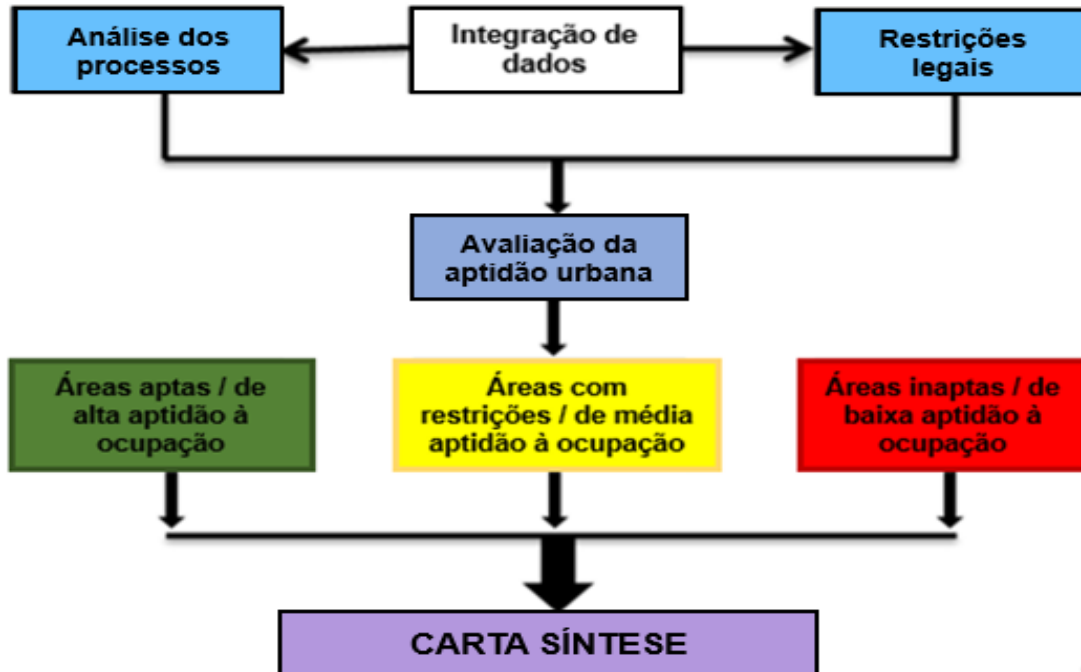 Análise dos
processos
Integração de
dados
Restrições
legais
Avaliação da
aptidão urbana
Áreas aptas / de
alta aptidão à
ocupação
Áreas com
restrições / de média
aptidão à ocupação
Áreas inaptas / de
baixa aptidão à
ocupação
CARTA SÍNTESE